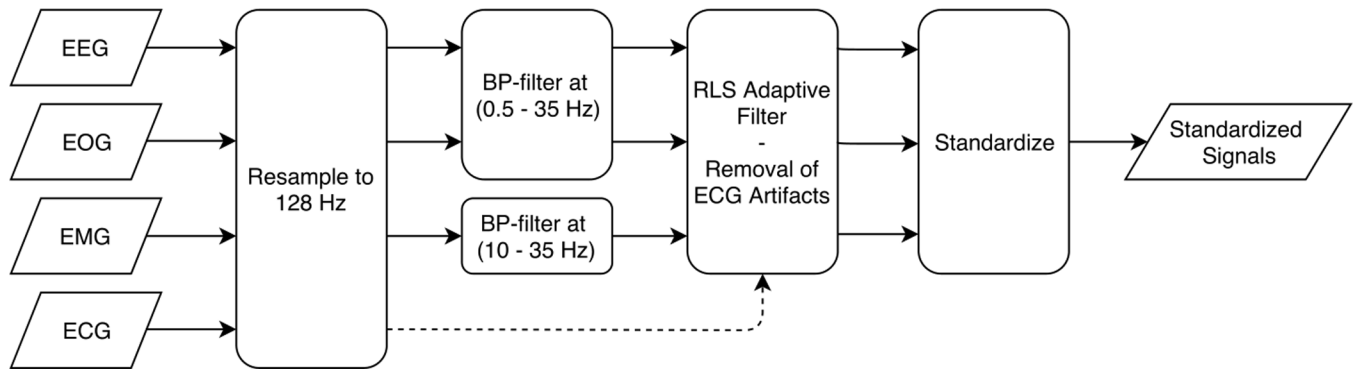 EEG
EOG
EMG
ECG
Resample to
128 Hz
BP-filter at
(0.5 - 35 Hz)
BP-filter at
(10 - 35 Hz)
RLS Adaptive
Filter
-
Removal of
ECG Artifacts
Standardize
Standardized
Signals